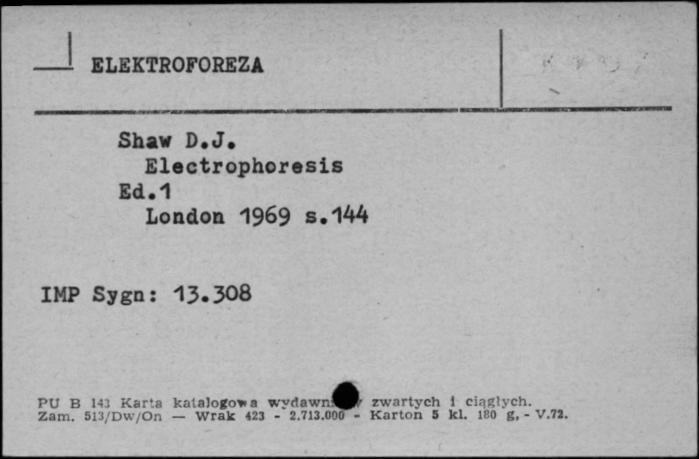 ELEKTROFOREZA
Shaw D.J.
Electrophoresis
Ed.1
London 1969 s.144
IMP Sygn: 13.308
PU B 143 Karta katalogowa zwartych i ciągłych.
Zam. 513/Dw/On — Wrak 423 - 2.713.000 - Karton 5 kl. 180 g, - V.72.